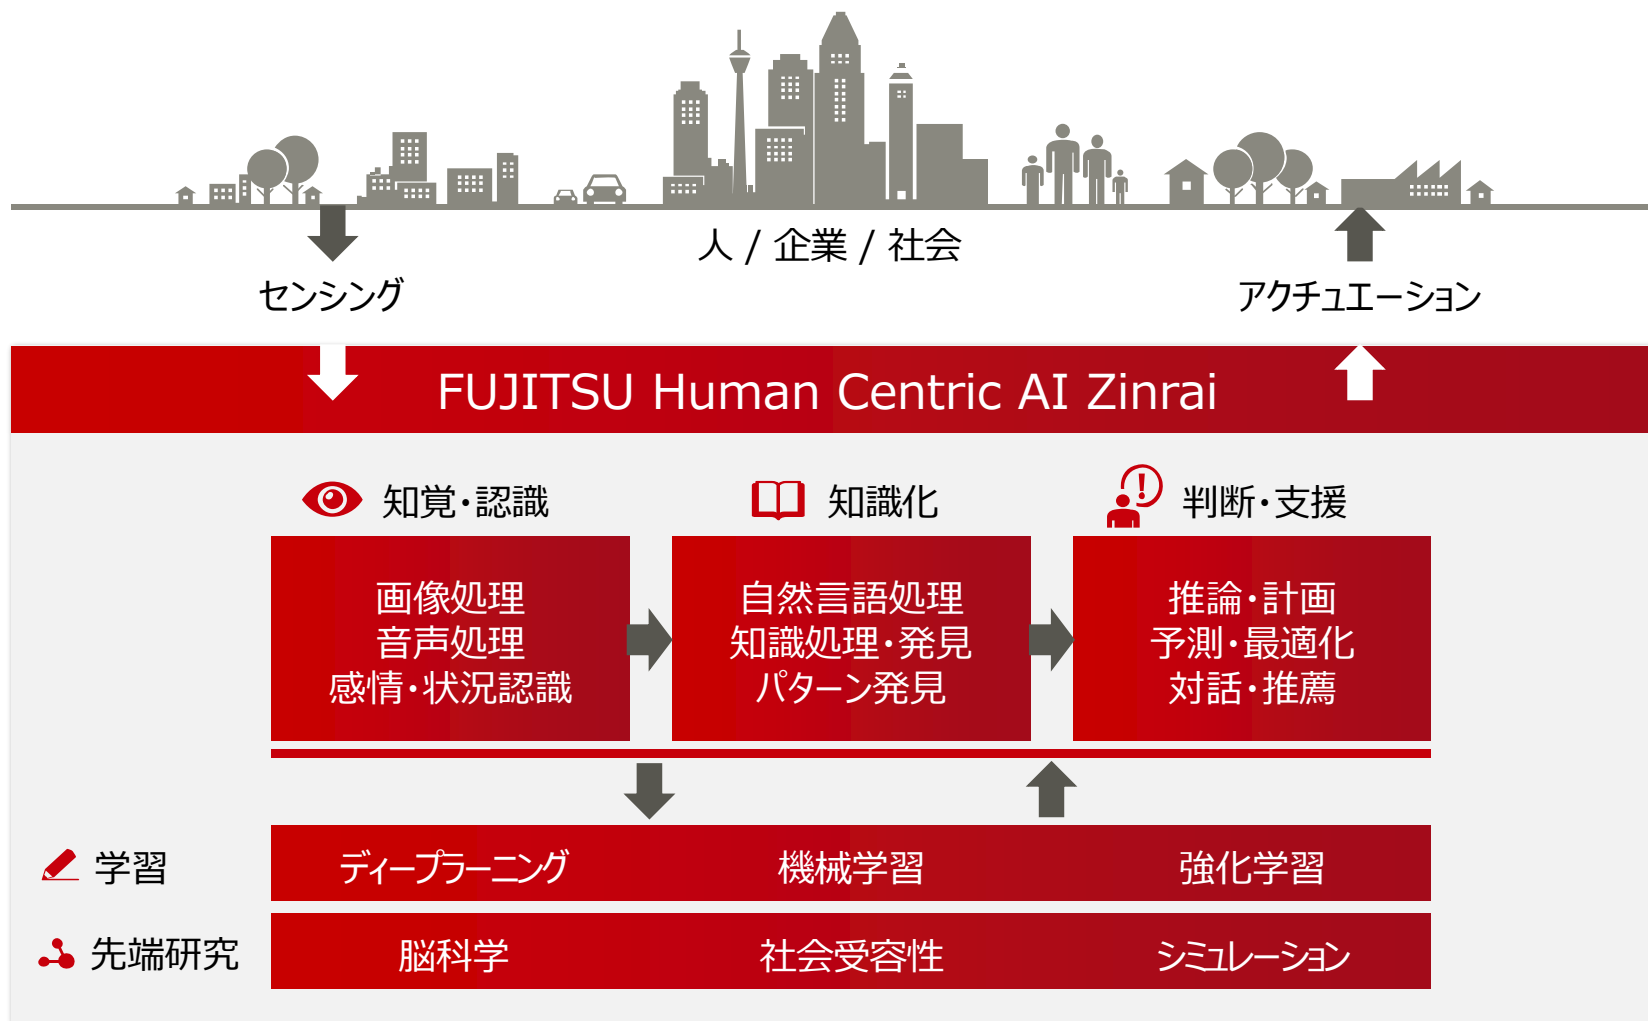 人 / 企業 / 社会
センシング
アクチュエーション
FUJITSU Human Centric AI Zinrai
知覚・認識
知識化
判断・支援
画像処理
音声処理
感情・状況認識
自然言語処理
知識処理・発見
パターン発見
推論・計画
予測・最適化
対話・推薦
学習
ディープラーニング
機械学習
強化学習
先端研究
脳科学
社会受容性
シミュレーション